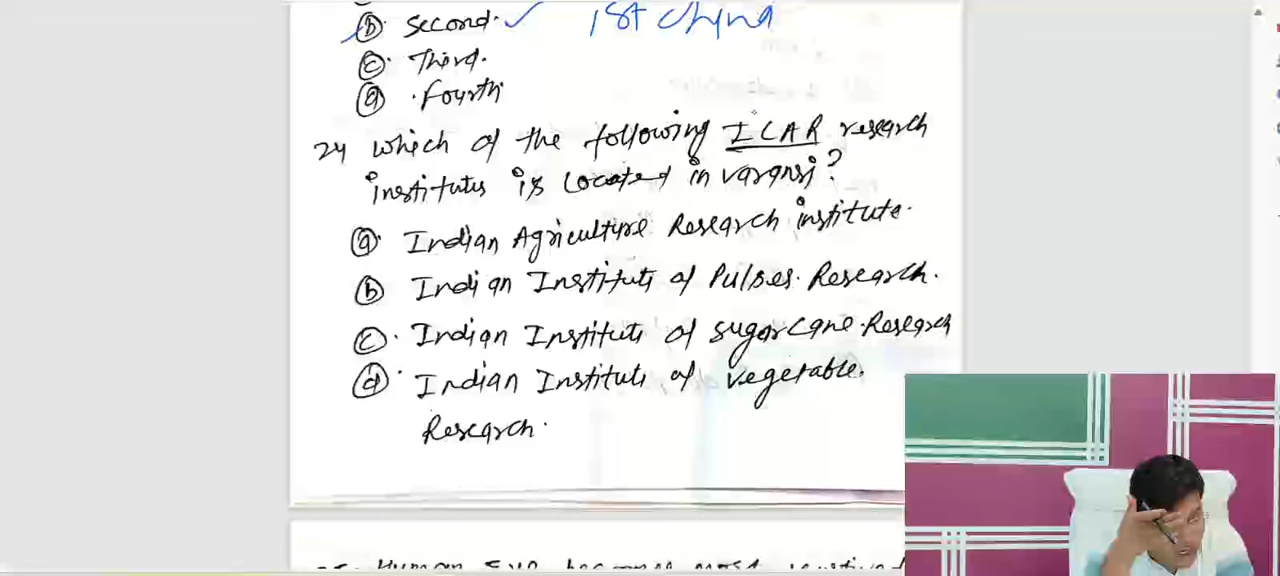 (b) Second. ✓ 1st China
(c) Third.
(d) Fourth
24 Which of the following ICAR research
institutes is located in varansi?
(a) Indian Agriculture Research institute.
(b) Indian Institute of Pulses Research.
(c) Indian Institute of sugarcane Research
(d) Indian Institute of vegetable
Research.